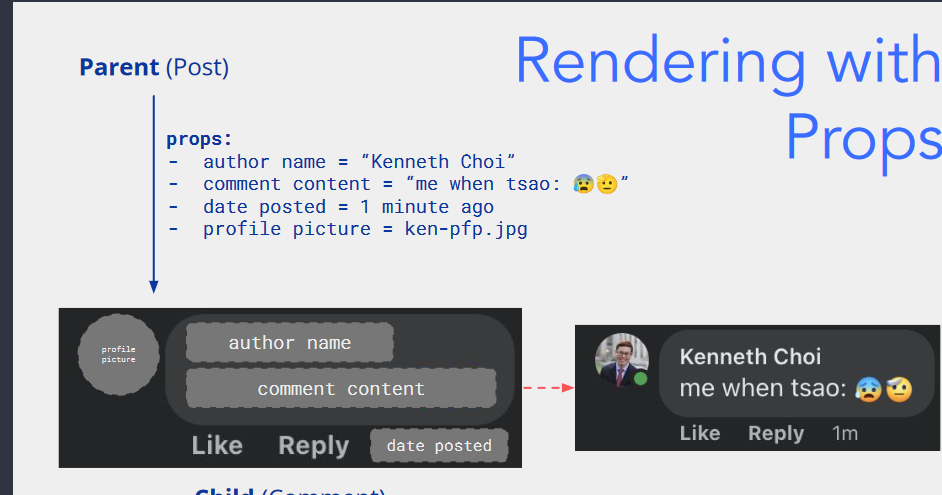 Rendering with
Props
Parent (Post)
props:
- author name = “Kenneth Choi”
- comment content = “me when tsao: 😰🫡”
- date posted = 1 minute ago
- profile picture = ken-pfp.jpg
profile
picture
author name
comment content
Like Reply date posted
Kenneth Choi
me when tsao: 😰🫡
Like Reply 1m
Child (Comment)